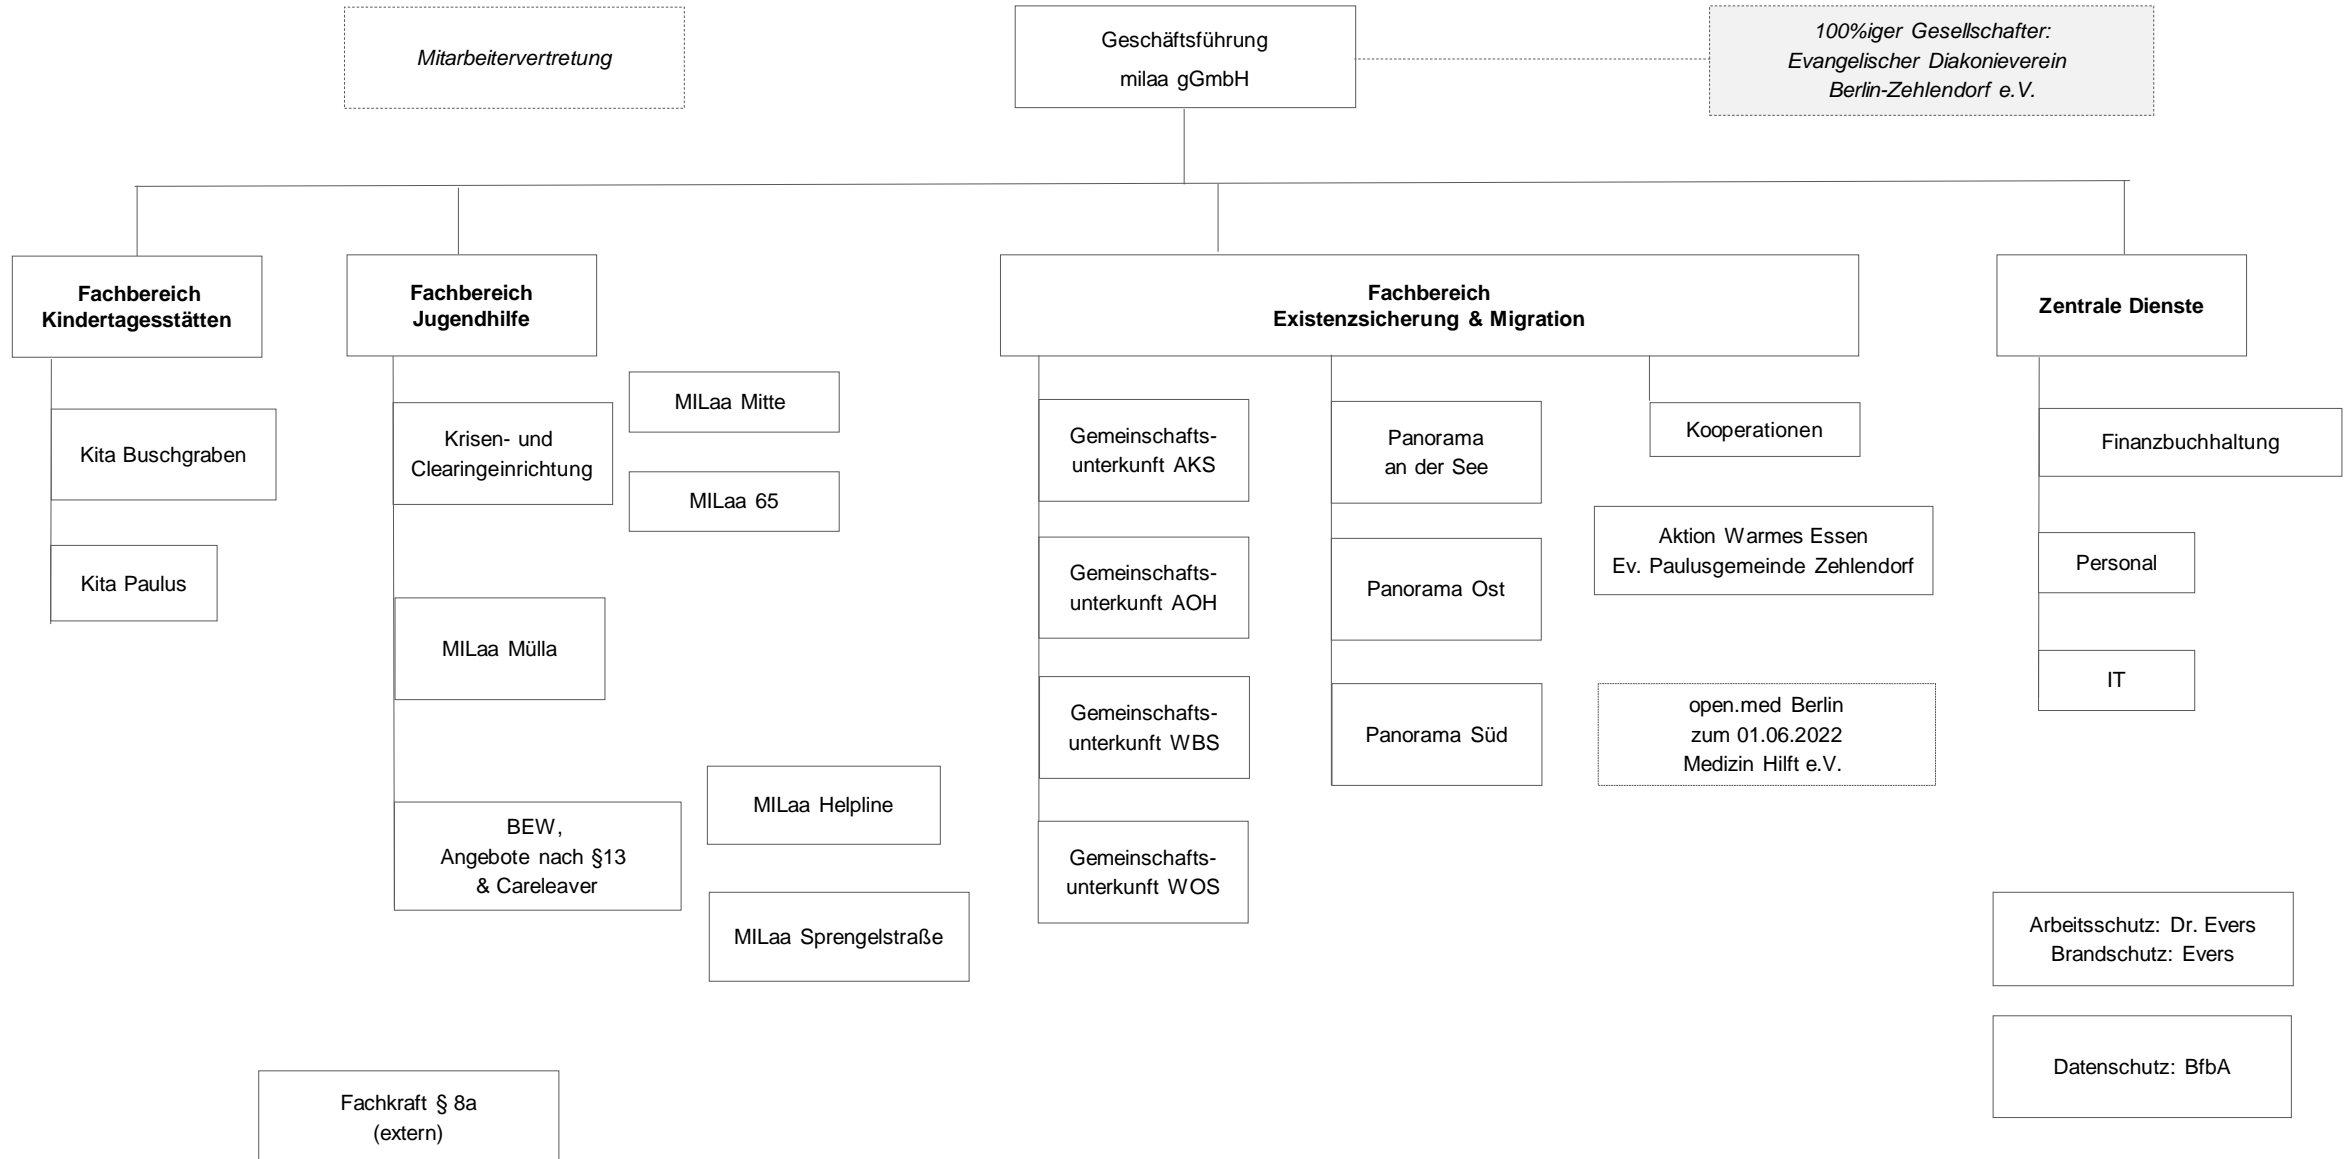 Mitarbeitervertretung
Geschäftsführung
milaa gGmbH
100%iger Gesellschafter:
Evangelischer Diakonieverein
Berlin-Zehlendorf e.V.
Fachbereich
Kindertagesstätten
Kita Buschgraben
Kita Paulus
Fachbereich
Jugendhilfe
Krisen- und
Clearingeinrichtung
MILaa Mitte
MILaa 65
MILaa Mülla
BEW,
Angebote nach §13
& Careleaver
MILaa Helpline
MILaa Sprengelstraße
Fachkraft § 8a
(extern)
Fachbereich
Existenzsicherung & Migration
Gemeinschafts-
unterkunft AKS
Gemeinschafts-
unterkunft AOH
Gemeinschafts-
unterkunft WBS
Gemeinschafts-
unterkunft WOS
Panorama
an der See
Panorama Ost
Panorama Süd
Kooperationen
Aktion Warmes Essen
Ev. Paulusgemeinde Zehlendorf
open.med Berlin
zum 01.06.2022
Medizin Hilft e.V.
Zentrale Dienste
Finanzbuchhaltung
Personal
IT
Arbeitsschutz: Dr. Evers
Brandschutz: Evers
Datenschutz: BfbA